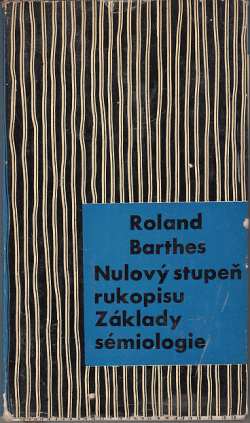 Roland
Barthes
Nulový stupeň
rukopisu
Základy
sémiologie